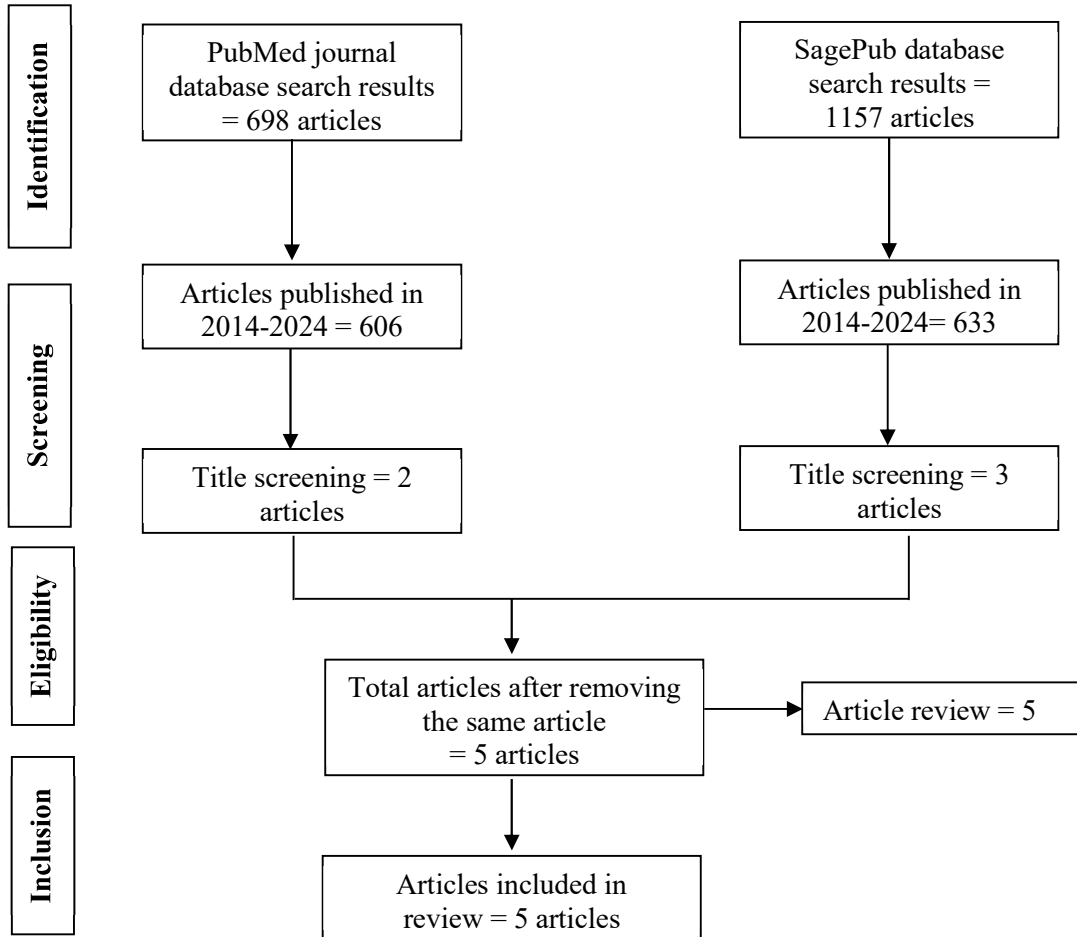 Identification
PubMed journal
database search results
= 698 articles
SagePub database
search results =
1157 articles
Screening
Articles published in
2014-2024 = 606
Articles published in
2014-2024= 633
Title screening = 2
articles
Title screening = 3
articles
Eligibility
Total articles after removing
the same article
= 5 articles
Article review = 5
Inclusion
Articles included in
review = 5 articles